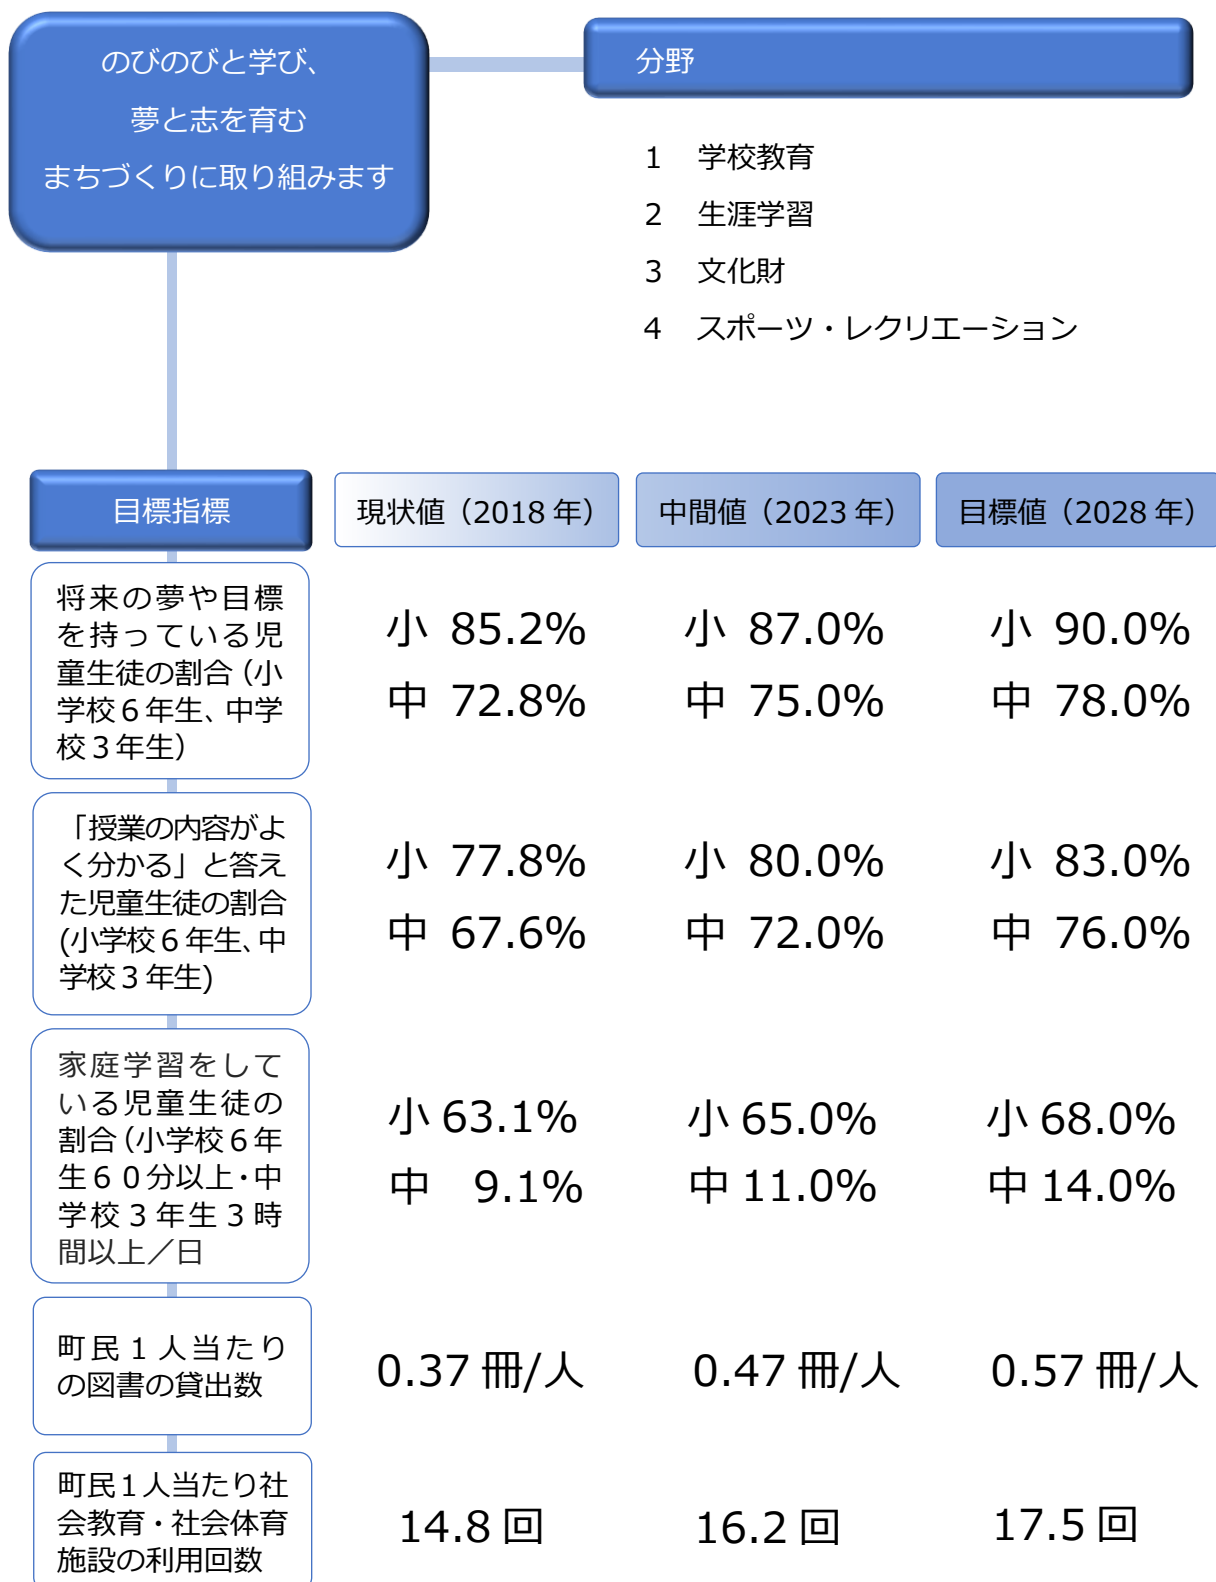 のびのびと学び、
夢と志を育む
まちづくりに取り組みます
分野
1 学校教育
2 生涯学習
3 文化財
4 スポーツ・レクリエーション
目標指標
現状値（2018 年）
中間値（2023 年）
目標値（2028 年）
将来の夢や目標
を持っている児
童生徒の割合（小
学校６年生、中学
校３年生）
小 85.2%
中 72.8%
小 87.0%
中 75.0%
小 90.0%
中 78.0%
「授業の内容がよ
く分かる」と答え
た児童生徒の割合
(小学校６年生、中
学校３年生)
小 77.8%
中 67.6%
小 80.0%
中 72.0%
小 83.0%
中 76.0%
家庭学習をして
いる児童生徒の
割合（小学校６年
生６０分以上・中
学校３年生３時
間以上／日
小 63.1%
中 9.1%
小 65.0%
中 11.0%
小 68.0%
中 14.0%
町民１人当たり
の図書の貸出数
0.37 冊/人
0.47 冊/人
0.57 冊/人
町民１人当たり社
会教育・社会体育
施設の利用回数
14.8 回
16.2 回
17.5 回